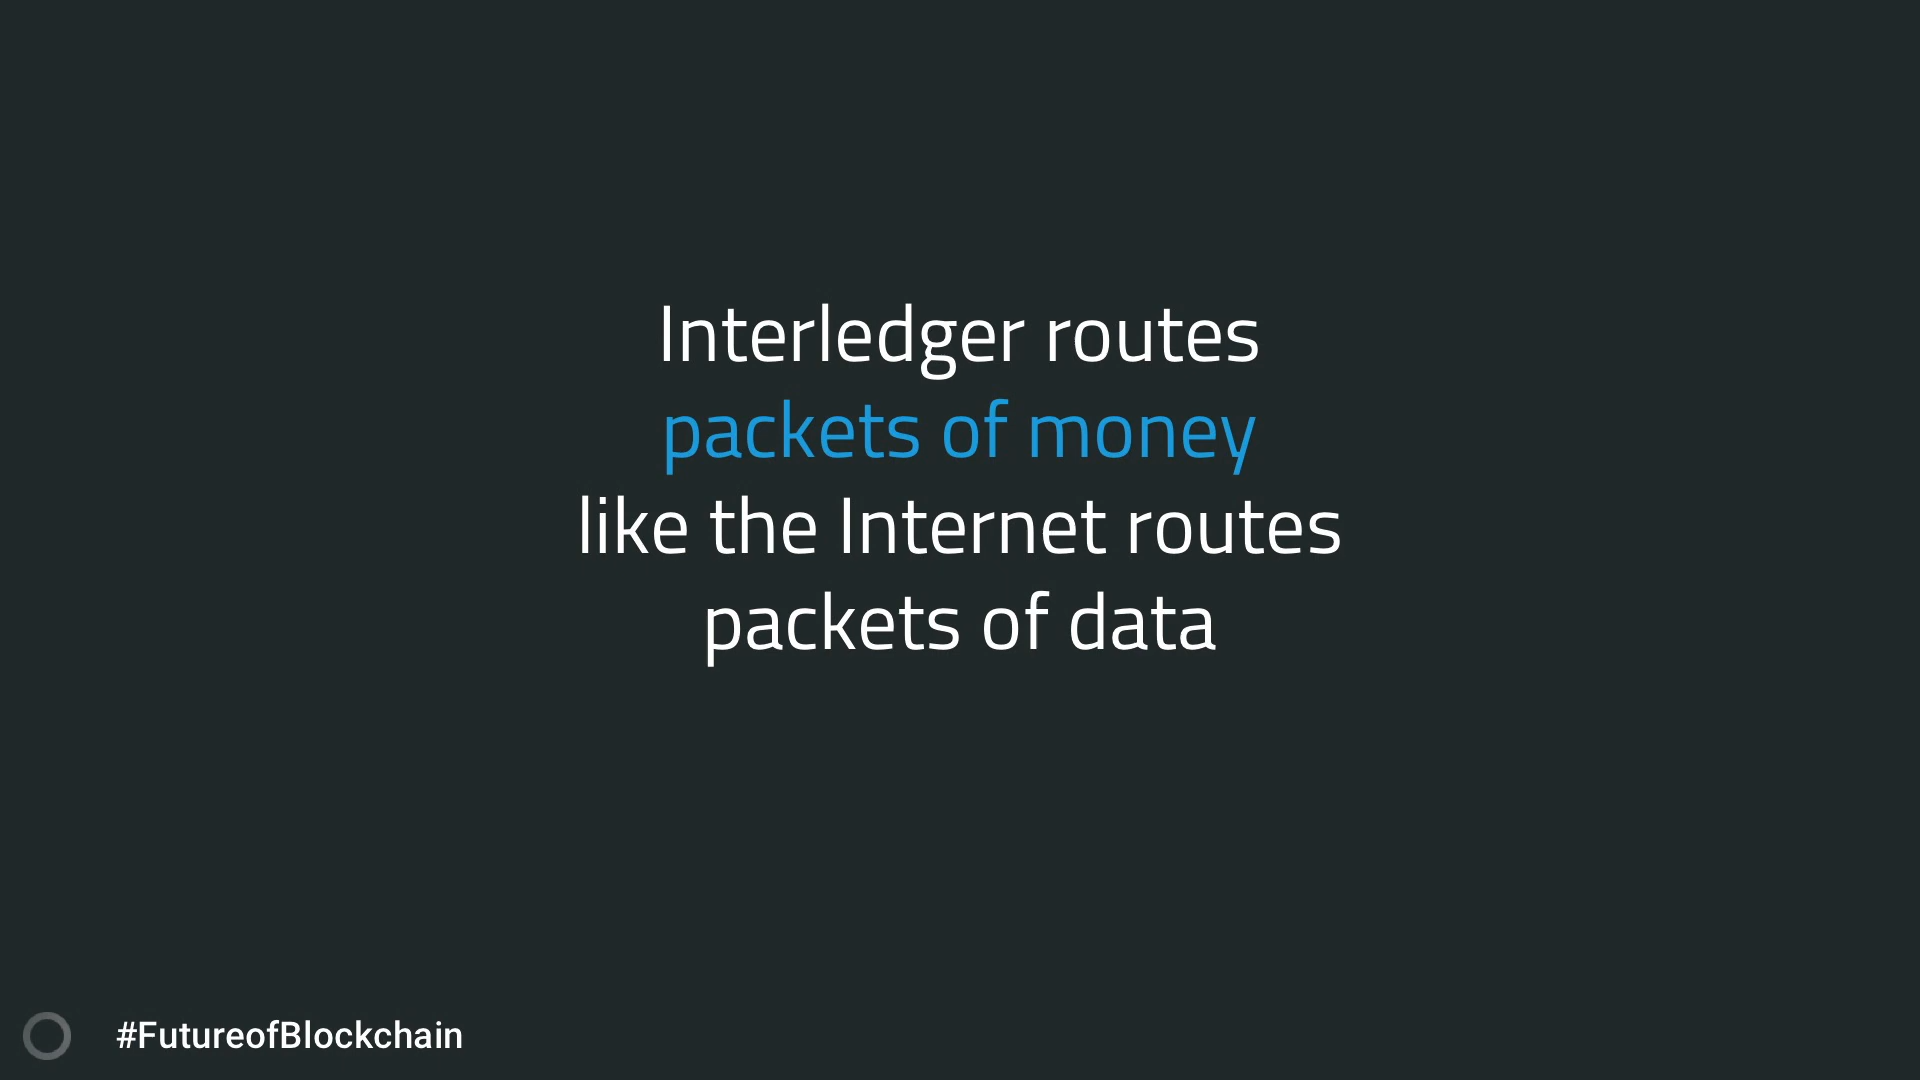 Interledger routes
packets of money
like the Internet routes
packets of data
#FutureofBlockchain